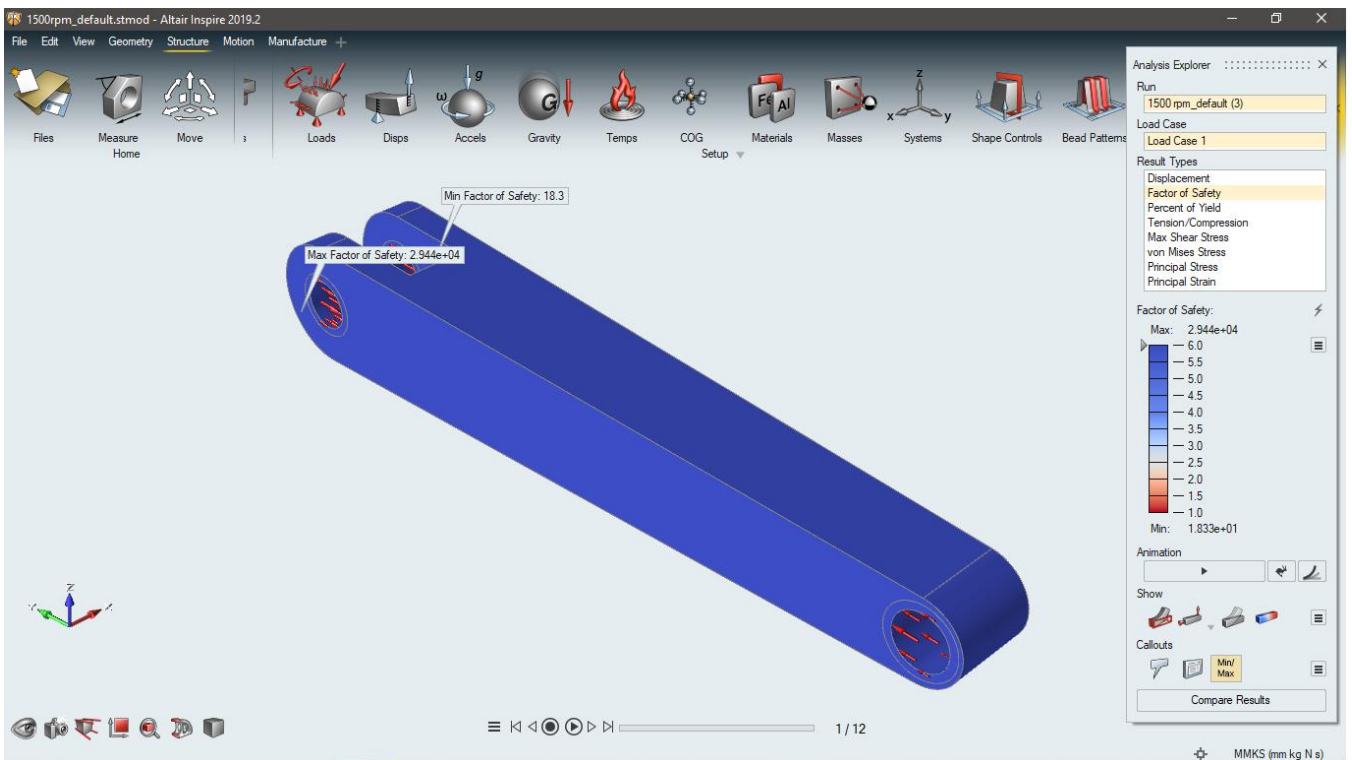 1500rpm_default.stmod - Altair Inspire 2019.2
File Edit View Geometry Structure Motion Manufacture
Files Measure Move s Loads Disps Accels Gravity Temps COG Materials Masses Systems Shape Controls Bead Patterns
Home Setup
Min Factor of Safety: 18.3
Max Factor of Safety: 2.944e+04
Analysis Explorer
Run
1500 rpm_default (3)
Load Case
Load Case 1
Result Types
Displacement
Factor of Safety
Percent of Yield
Tension/Compression
Max Shear Stress
von Mises Stress
Principal Stress
Principal Strain
Factor of Safety:
Max: 2.944e+04
6.0
5.5
5.0
4.5
4.0
3.5
3.0
2.5
2.0
1.5
1.0
Min: 1.833e+01
Animation
Show
Callouts
Min/
Max
Compare Results
Z
Y X
1 / 12
MMKS (mm kg N s)
ω g
G
Fe Al
z
x y